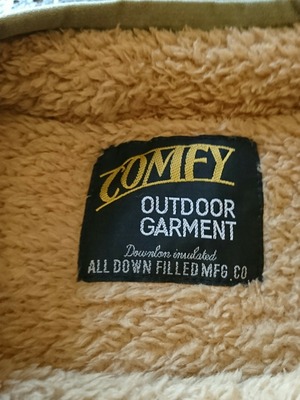 COMFY
OUTDOOR
GARMENT
Downlon insulated
ALL DOWN FILLED MFG. CO